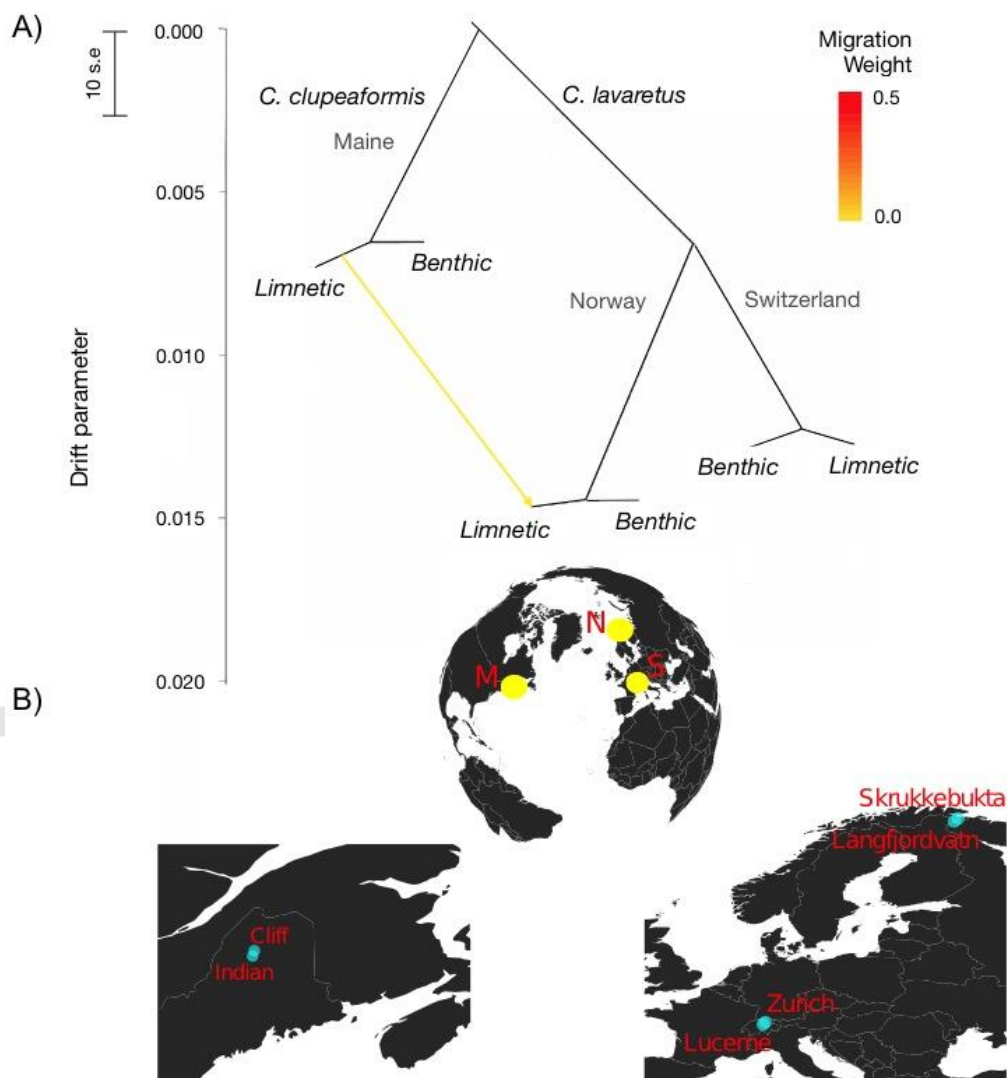 A)
0.000
10 s.e
0.005
0.010
0.015
0.020
Drift parameter
C. clupeaformis
Maine
C. lavaretus
Migration
Weight
0.5
0.0
Limnetic
Benthic
Norway
Switzerland
Benthic
Limnetic
Limnetic
Benthic
B)
N
M
S
Cliff
Indian
Skrukkebukta
Langfjordvatn
Zurich
Lucerne